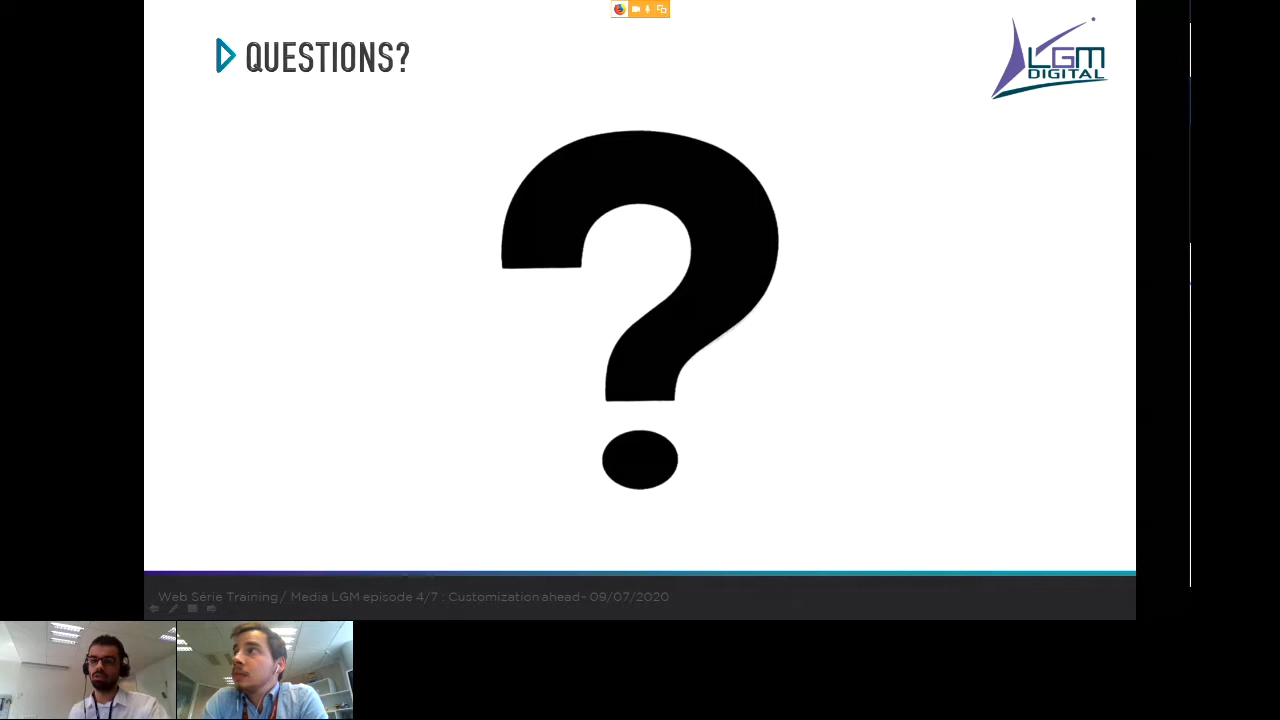 QUESTIONS?
LGM
DIGITAL
?
Web Série Training/ Media LGM episode 4/7 : Customization ahead- 09/07/2020